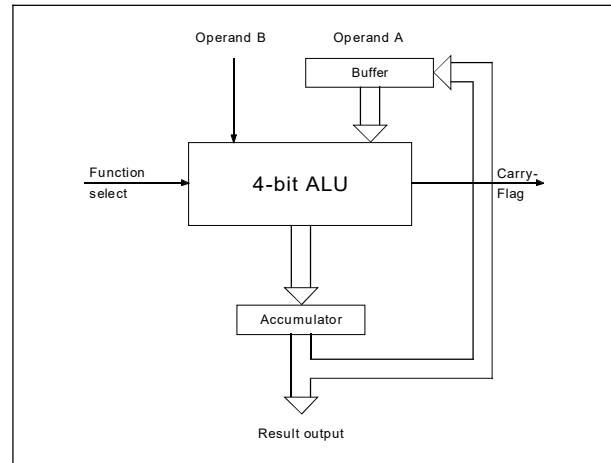 Operand B
Operand A
Buffer
Function
select
4-bit ALU
Carry-
Flag
Accumulator
Result output